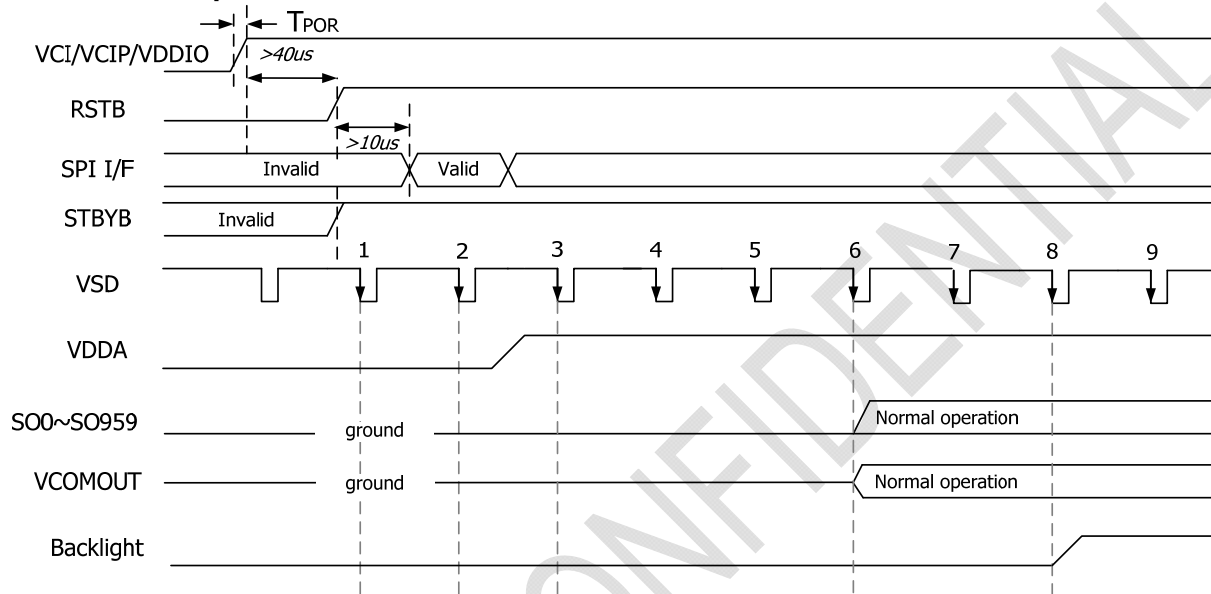 TPOR
VCI/VCIP/VDDIO
>40us
RSTB
>10us
SPI I/F
Invalid
Valid
STBYB
Invalid
1 2 3 4 5 6 7 8 9
VSD
VDDA
SO0~SO959
ground
Normal operation
VCOMOUT
ground
Normal operation
Backlight
ONFIDENTIAL